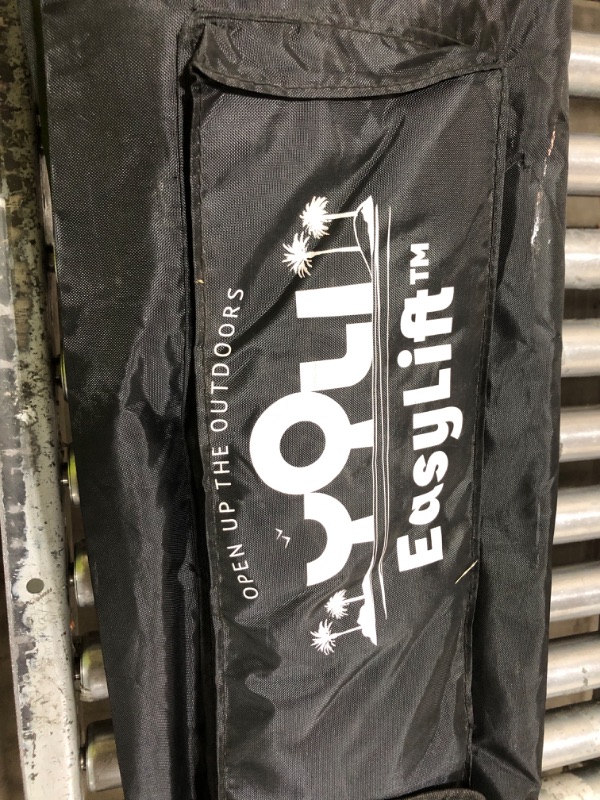 OPEN UP THE OUTDOORS
YOLI
EasyLift™